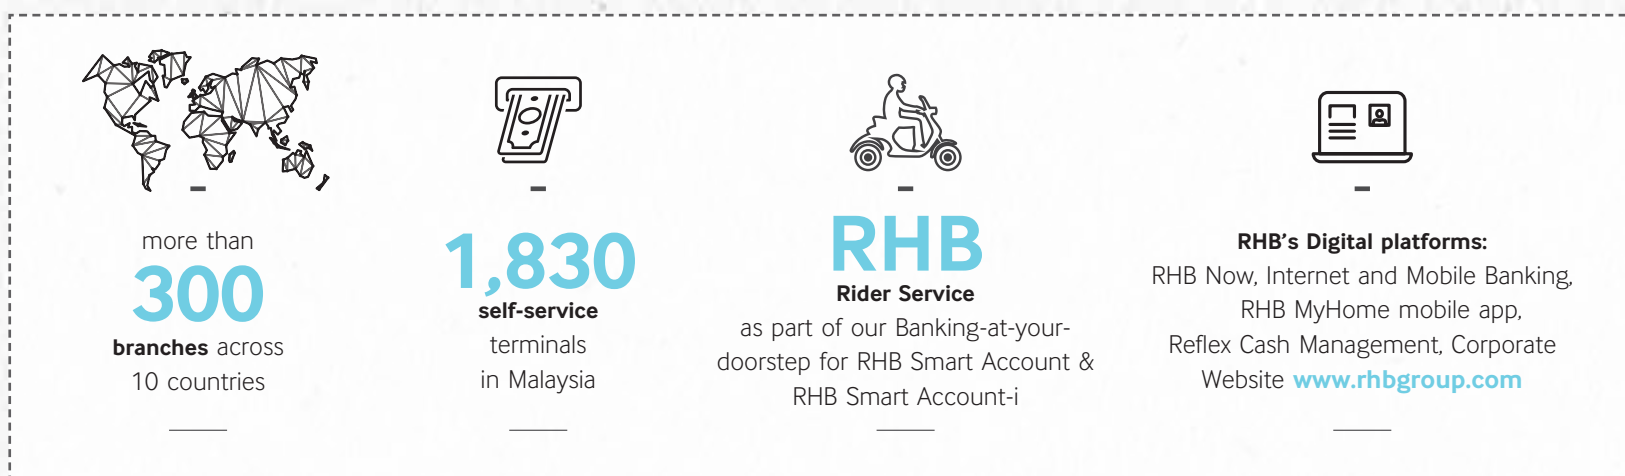 more than
300
branches across
10 countries
1,830
self-service
terminals
in Malaysia
RHB
Rider Service
as part of our Banking-at-your-
doorstep for RHB Smart Account &
RHB Smart Account-i
RHB's Digital platforms:
RHB Now, Internet and Mobile Banking,
RHB MyHome mobile app,
Reflex Cash Management, Corporate
Website www.rhbgroup.com